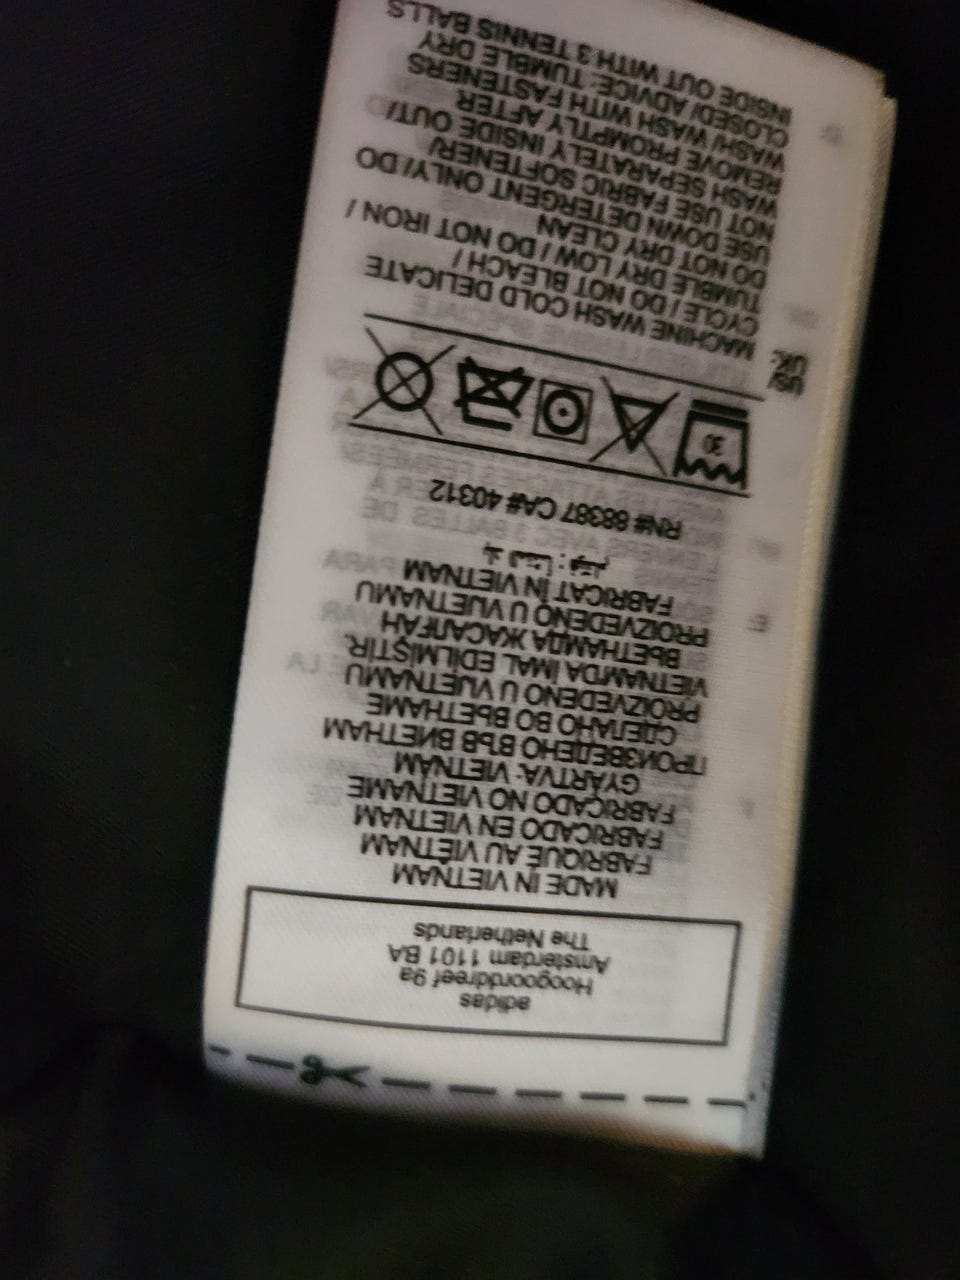 adidas
Hoogoorddreef 9a
Amsterdam 1101 BA
The Netherlands
MADE IN VIETNAM
FABRIQUÉ AU VIÊTNAM
FABRICADO EN VIETNAM
FABRICADO NO VIETNAME
GYÁRTVA: VIETNÁM
ПРОИЗВЕДЕНО ВЪВ ВИЕТНАМ
СДЕЛАНО ВО ВЬЕТНАМЕ
PROIZVEDENO U VIJETNAMU
VIETNAMDA İMAL EDİLMİŞTİR.
ВЬЕТНАМДА ЖАСАЛҒАН
PROIZVEDENO U VIJETNAMU
FABRICAT ÎN VIETNAM
بلد المنشأ : فيتنام
RN# 88387 CA# 40312
30
US/
UK:
MACHINE WASH COLD DELICATE
CYCLE / DO NOT BLEACH /
TUMBLE DRY LOW / DO NOT IRON /
DO NOT DRY CLEAN
USE DOWN DETERGENT ONLY/ DO
NOT USE FABRIC SOFTENER/
WASH SEPARATELY INSIDE OUT/
REMOVE PROMPTLY AFTER
WASH/ WASH WITH FASTENERS
CLOSED/ ADVICE: TUMBLE DRY
INSIDE OUT WITH 3 TENNIS BALLS